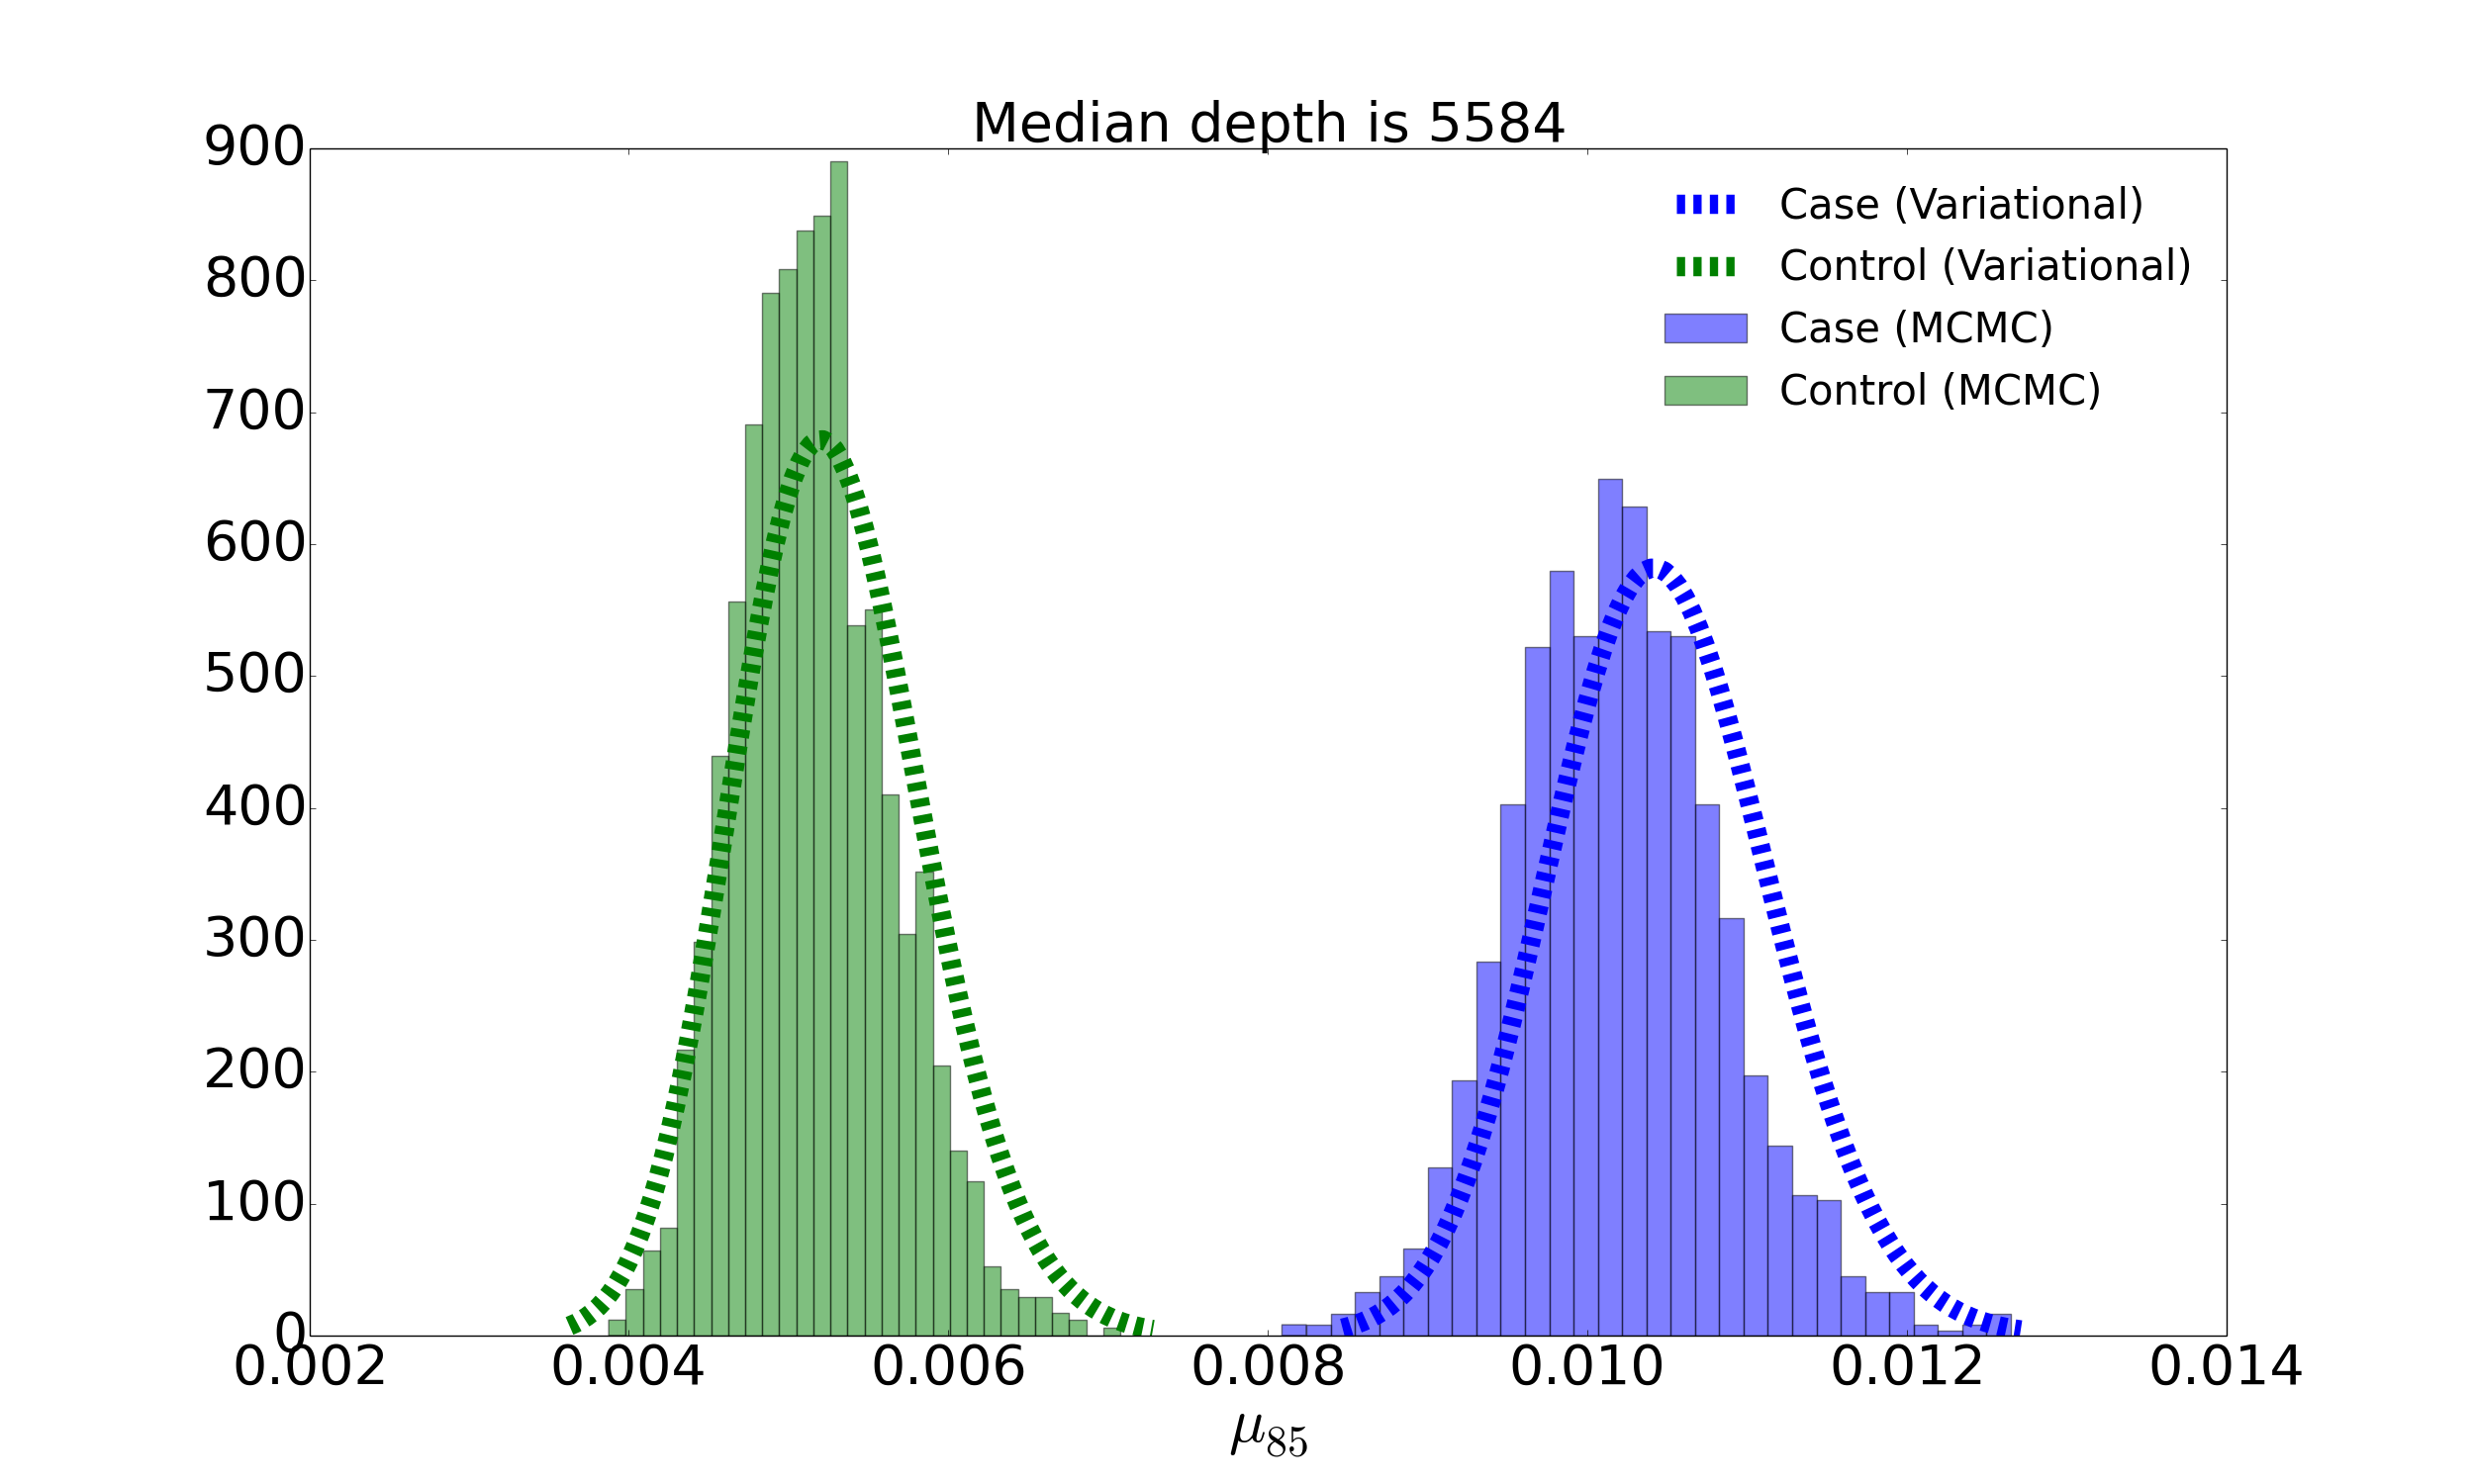 Median depth is 5584
900
800
700
600
500
400
300
200
100
0
Case (Variational)
Control (Variational)
Case (MCMC)
Control (MCMC)
0.002 0.004 0.006 0.008 0.010 0.012 0.014
μ85